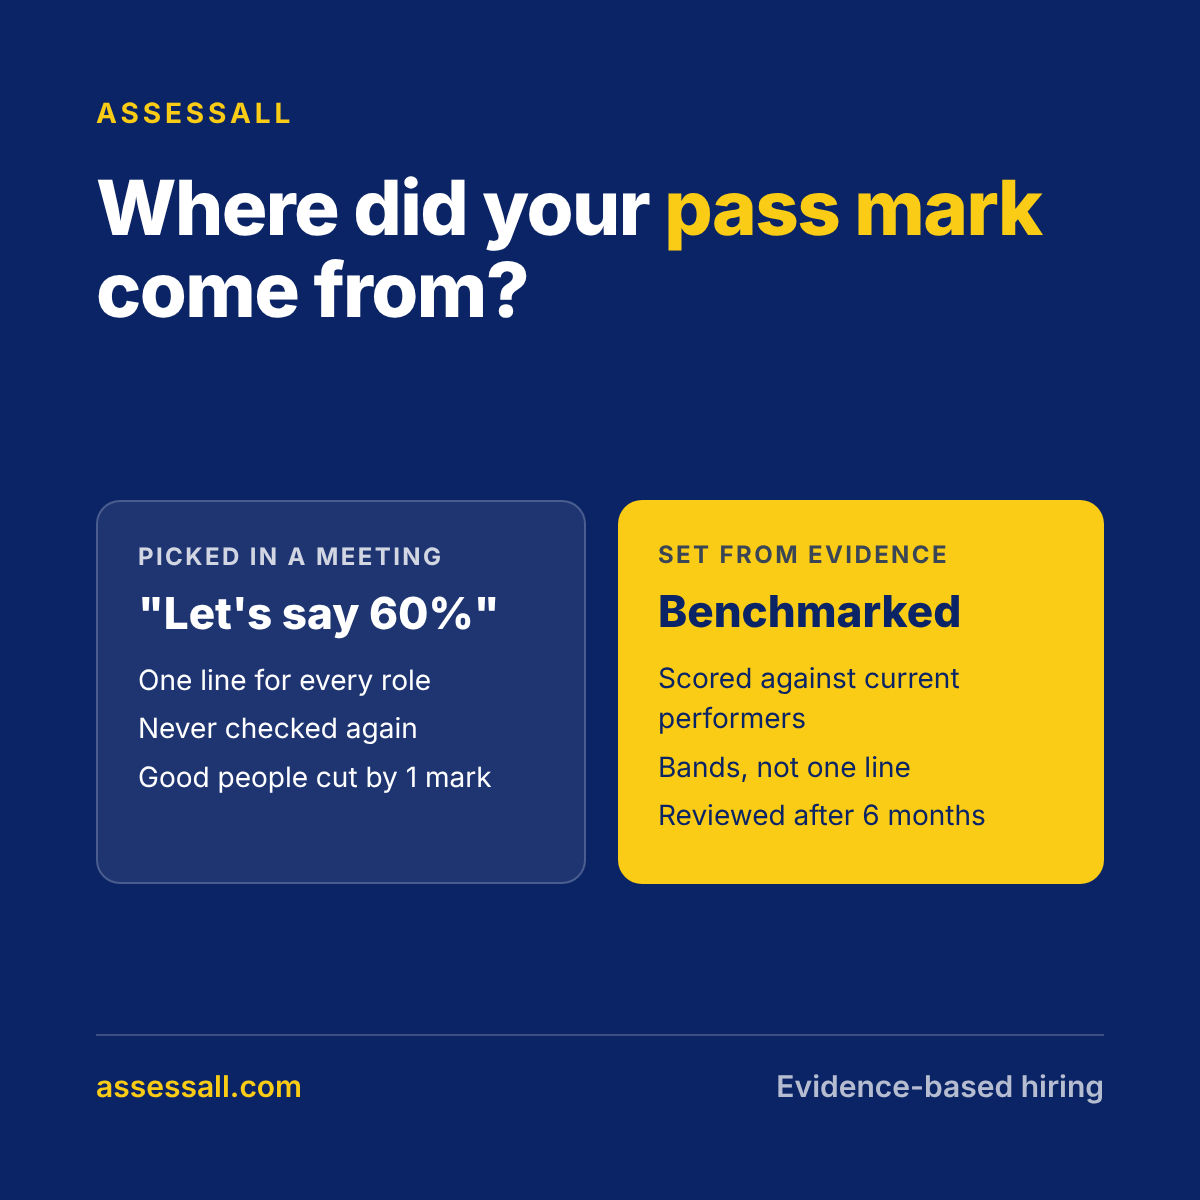 ASSESSALL
Where did your pass mark
come from?
PICKED IN A MEETING
"Let's say 60%"
One line for every role
Never checked again
Good people cut by 1 mark
SET FROM EVIDENCE
Benchmarked
Scored against current
performers
Bands, not one line
Reviewed after 6 months
assessall.com
Evidence-based hiring